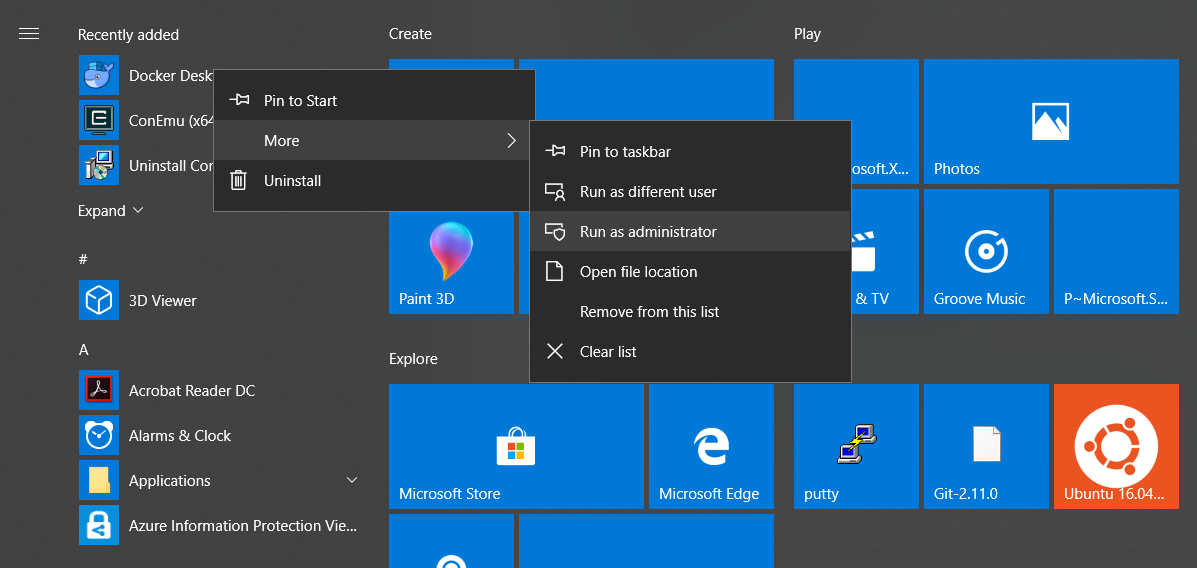 Recently added
Docker Desk
ConEmu (x64
Uninstall Con
Expand
#
3D Viewer
A
Acrobat Reader DC
Alarms & Clock
Applications
Azure Information Protection Vie...
Pin to Start
More
Uninstall
Pin to taskbar
Run as different user
Run as administrator
Open file location
Remove from this list
Clear list
Create
Paint 3D
Explore
Microsoft Store
Microsoft Edge
Play
osoft.X...
Photos
& TV
Groove Music
P~Microsoft.S...
putty
Git-2.11.0
Ubuntu 16.04...